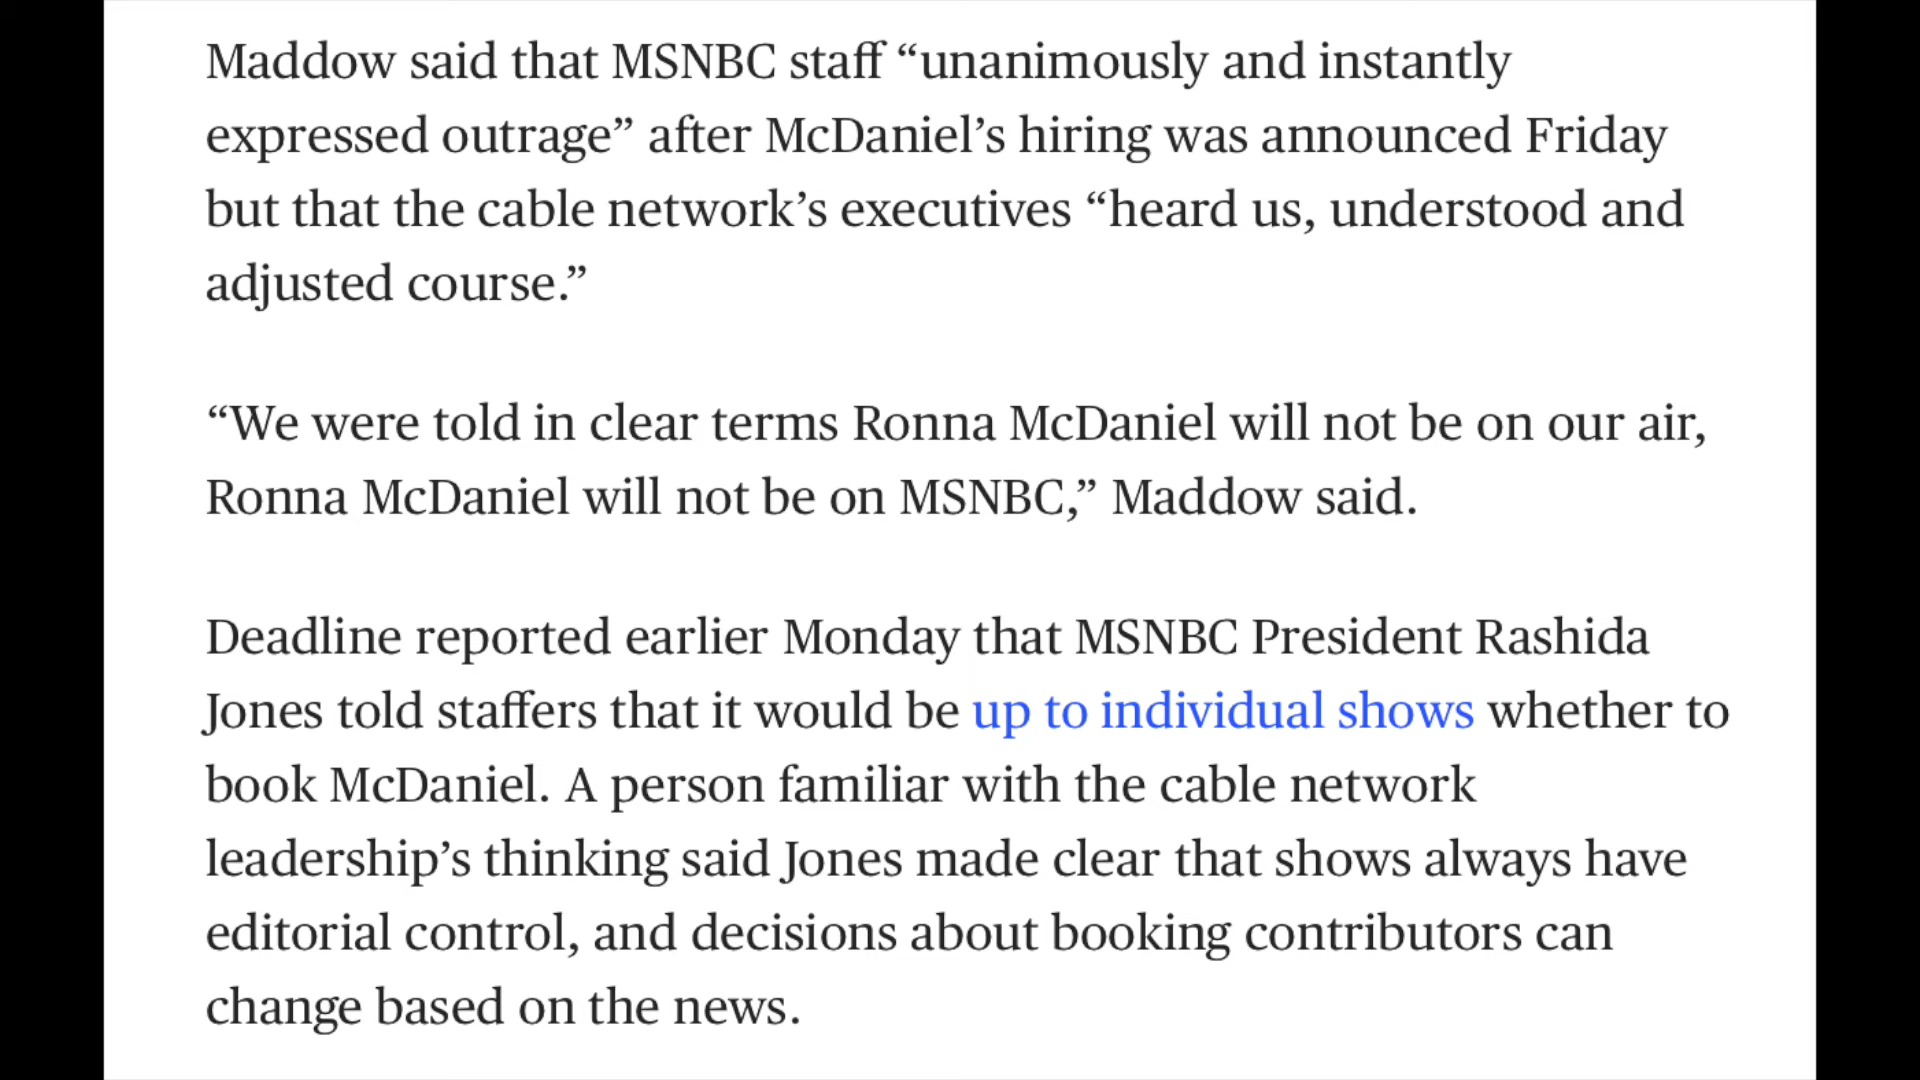 Maddow said that MSNBC staff “unanimously and instantly
expressed outrage” after McDaniel’s hiring was announced Friday
but that the cable network’s executives “heard us, understood and
adjusted course.”
“We were told in clear terms Ronna McDaniel will not be on our air,
Ronna McDaniel will not be on MSNBC,” Maddow said.
Deadline reported earlier Monday that MSNBC President Rashida
Jones told staffers that it would be up to individual shows whether to
book McDaniel. A person familiar with the cable network
leadership’s thinking said Jones made clear that shows always have
editorial control, and decisions about booking contributors can
change based on the news.